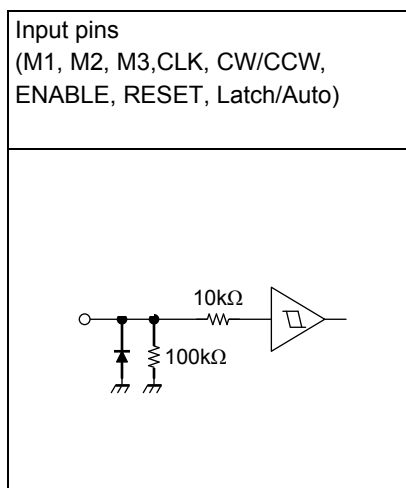 Input pins
(M1, M2, M3,CLK, CW/CCW,
ENABLE, RESET, Latch/Auto)
10kΩ
100kΩ